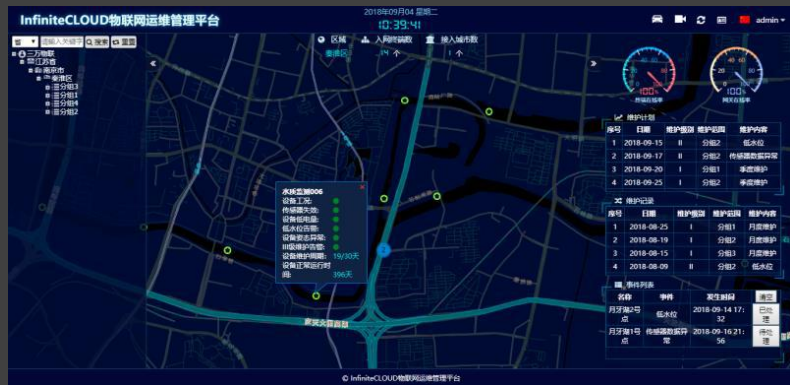 InfiniteCLOUD物联网运维管理平台
2018年09月04日 星期二
10:39:41
admin
省
请输入关键字 搜索 重置
三万物联
江苏省
南京市
秦淮区
分组3
分组1
分组4
分组2
区域 入网终端数 接入城市数
秦淮区 14 个 1 个
100%
终端在线率
100%
网关在线率
维护计划
序号 日期 维护级别 维护范围 维护内容
1 2018-09-15 II 分组2 低水位
2 2018-09-17 II 分组2 传感器数据异常
3 2018-09-20 I 分组1 季度维护
4 2018-09-25 I 分组2 季度维护
维护记录
序号 日期 维护级别 维护范围 维护内容
1 2018-08-25 I 分组1 月度维护
2 2018-08-19 I 分组2 月度维护
3 2018-08-15 I 分组3 月度维护
4 2018-08-09 II 分组2 低水位
事件列表
名称 事件 发生时间 清空
月牙湖2号点 低水位 2018-09-14 17:32 已处理
月牙湖1号点 传感器数据异常 2018-09-16 21:56 待处理
水质监测006
设备工况:
传感器失效:
设备低电量:
低水位告警:
设备姿态异常:
III级维护告警:
设备维护周期: 19/30天
设备正常运行时
间: 396天
© InfiniteCLOUD物联网运维管理平台